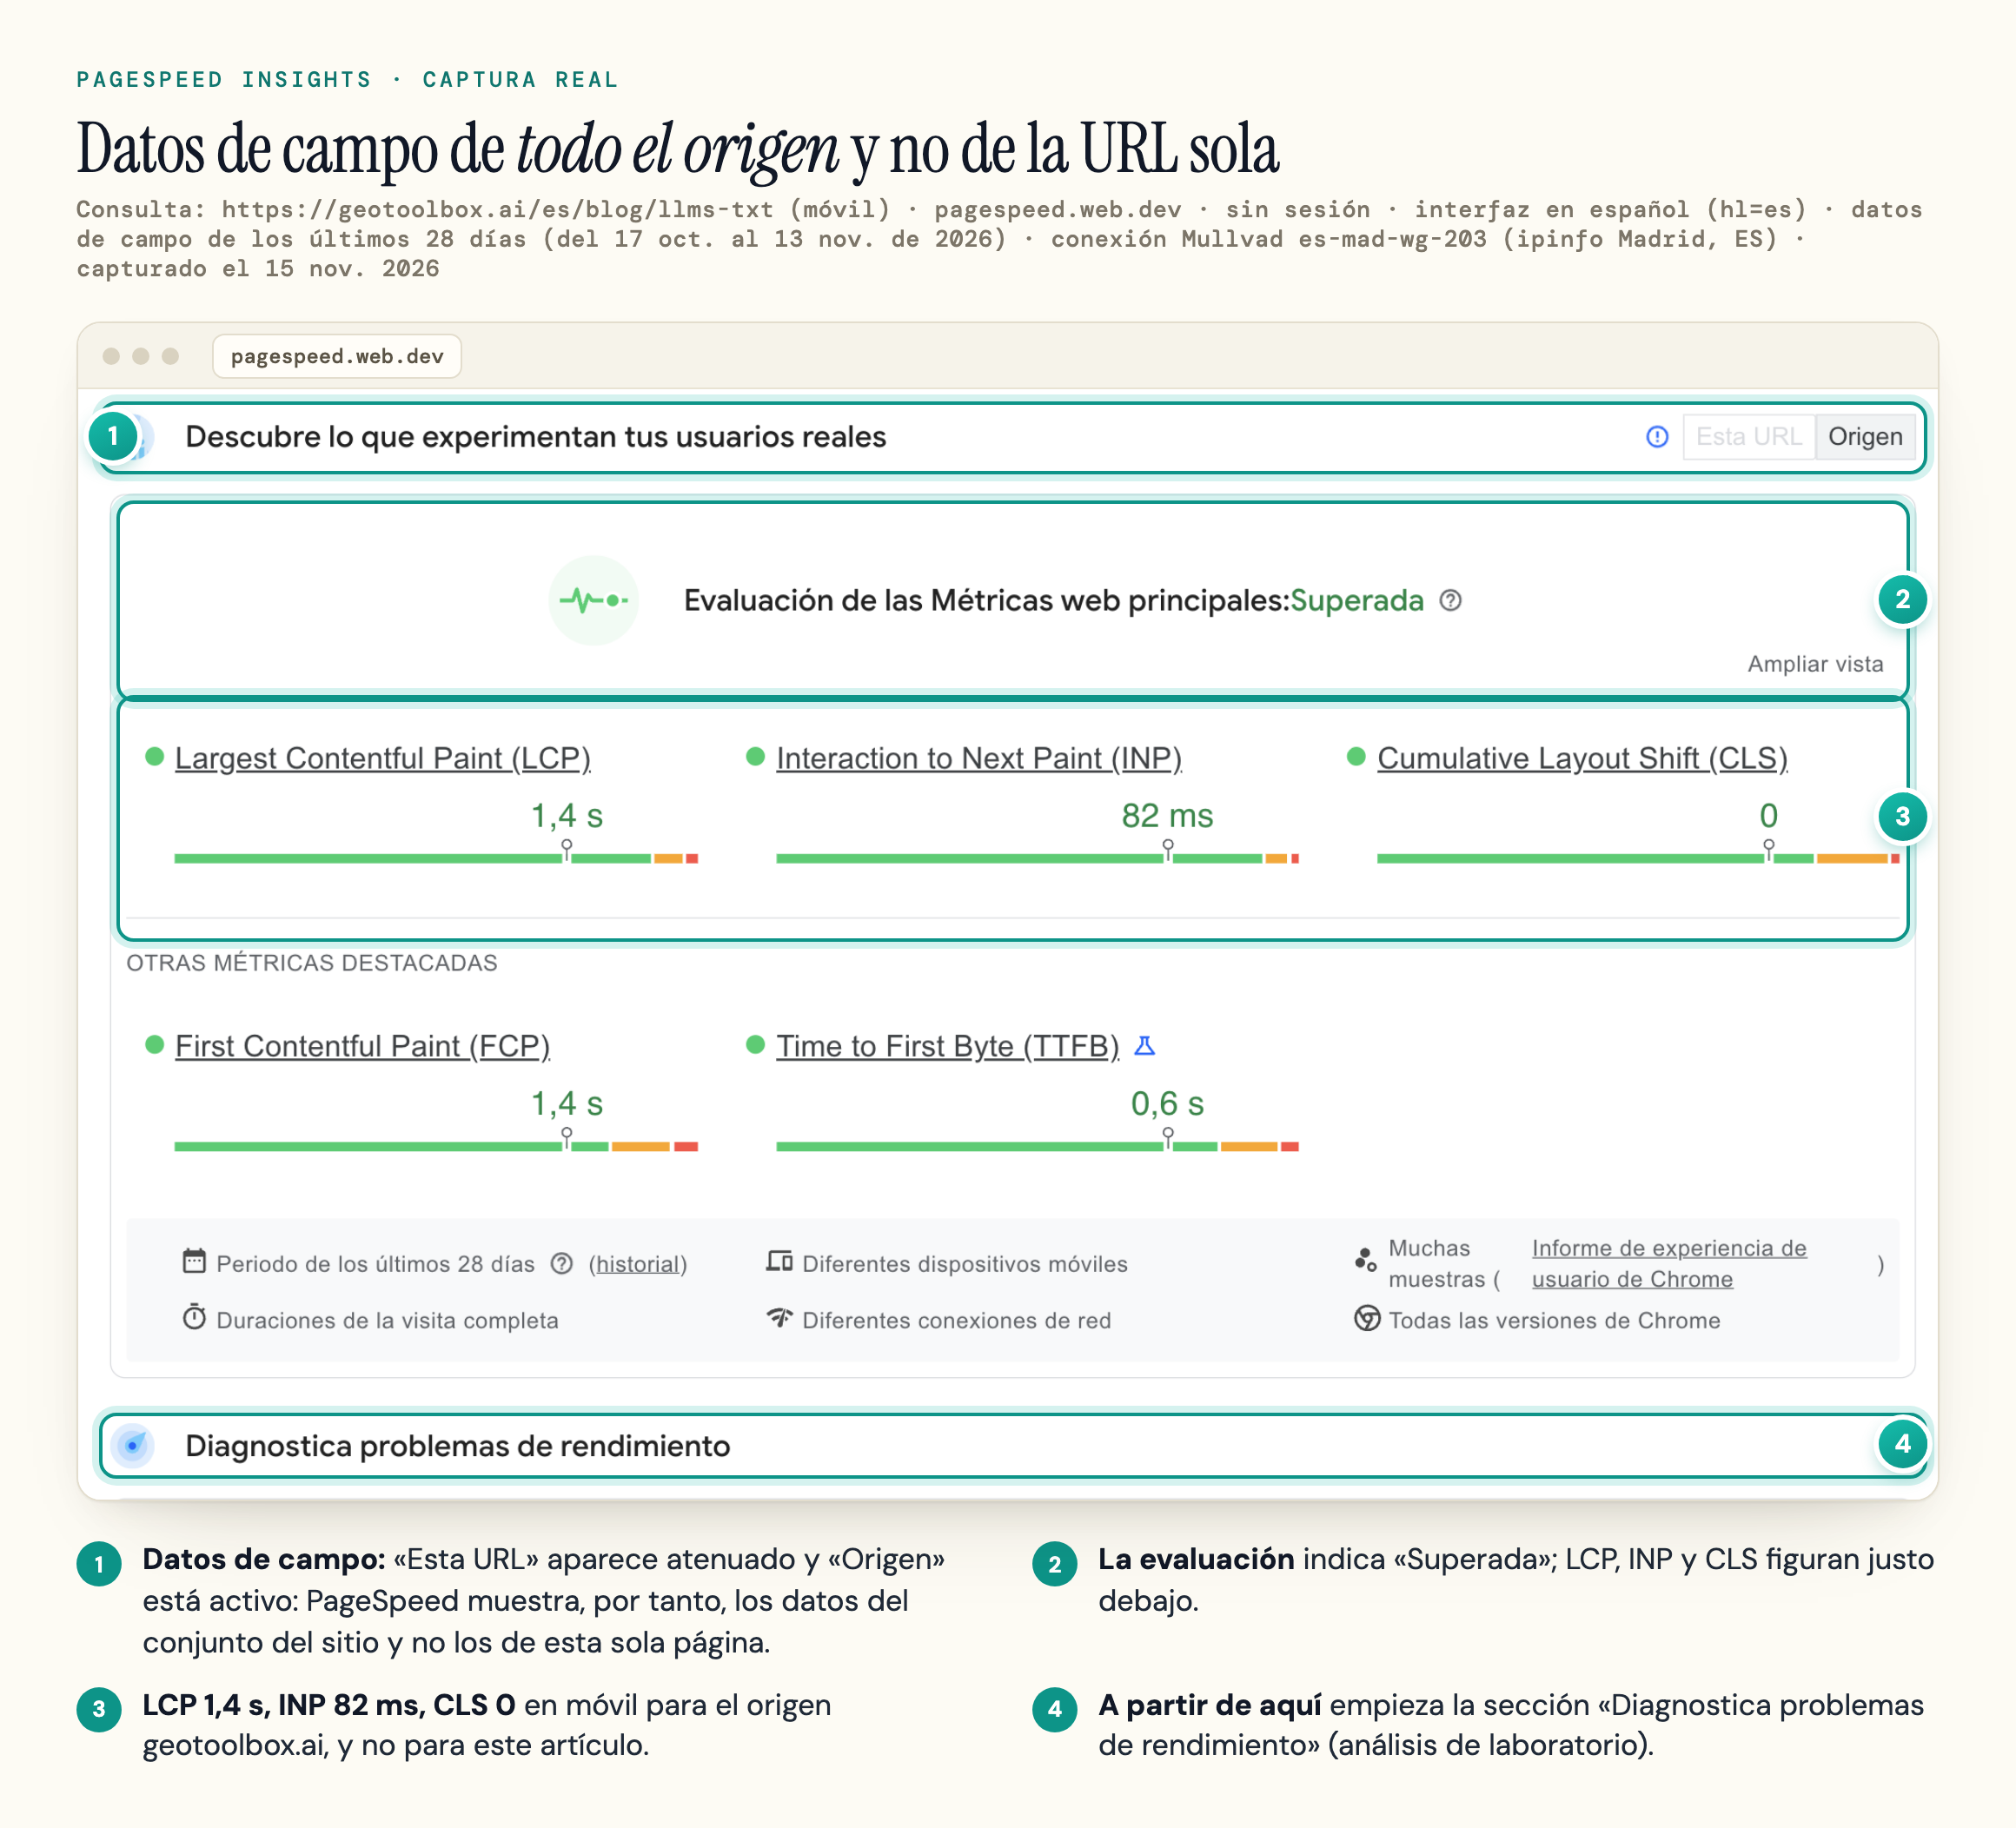 PAGESPEED INSIGHTS · CAPTURA REAL
Datos de campo de todo el origen y no de la URL sola
Consulta: https://geotoolbox.ai/es/blog/llms-txt (móvil) · pagespeed.web.dev · sin sesión · interfaz en español (hl=es) · datos
de campo de los últimos 28 días (del 17 oct. al 13 nov. de 2026) · conexión Mullvad es-mad-wg-203 (ipinfo Madrid, ES) ·
capturado el 15 nov. 2026
pagespeed.web.dev
1 Descubre lo que experimentan tus usuarios reales Esta URL Origen
Evaluación de las Métricas web principales:Superada
2
Ampliar vista
Largest Contentful Paint (LCP) Interaction to Next Paint (INP) Cumulative Layout Shift (CLS)
1,4 s 82 ms 0
3
OTRAS MÉTRICAS DESTACADAS
First Contentful Paint (FCP) Time to First Byte (TTFB)
1,4 s 0,6 s
Periodo de los últimos 28 días (historial) Diferentes dispositivos móviles Muchas muestras ( Informe de experiencia de usuario de Chrome )
Duraciones de la visita completa Diferentes conexiones de red Todas las versiones de Chrome
Diagnostica problemas de rendimiento 4
1 Datos de campo: «Esta URL» aparece atenuado y «Origen»
está activo: PageSpeed muestra, por tanto, los datos del
conjunto del sitio y no los de esta sola página.
2 La evaluación indica «Superada»; LCP, INP y CLS figuran justo
debajo.
3 LCP 1,4 s, INP 82 ms, CLS 0 en móvil para el origen
geotoolbox.ai, y no para este artículo.
4 A partir de aquí empieza la sección «Diagnostica problemas
de rendimiento» (análisis de laboratorio).